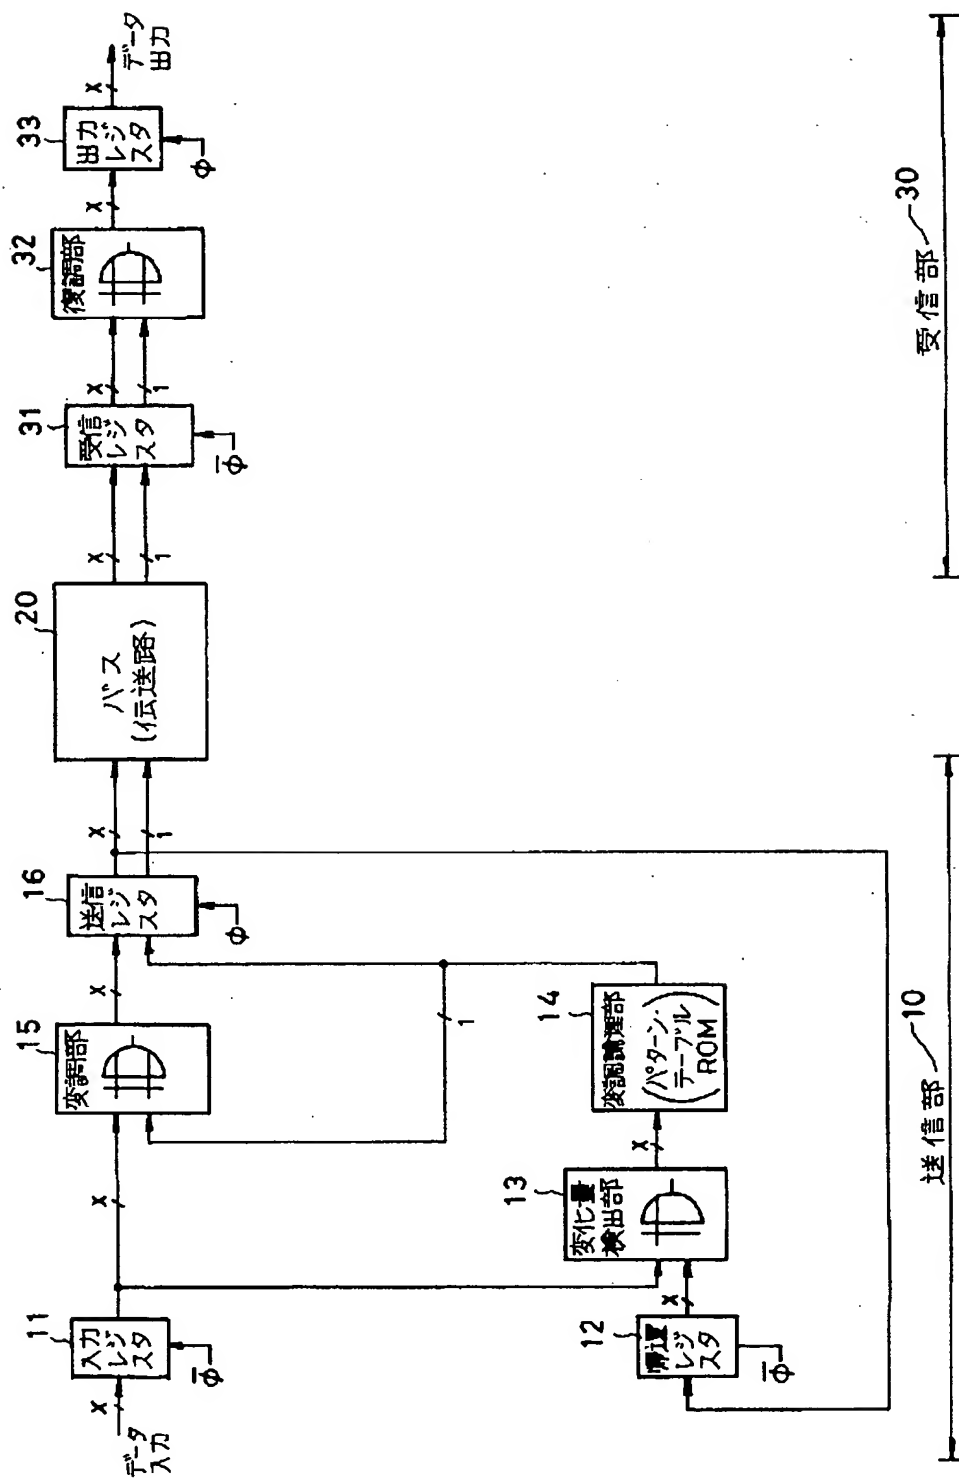 データ
入力
X
11
入力
レジ
スタ
φ̄
X
15
変調部
X
16
送信
レジ
スタ
φ
X
1
20
バス
(伝送路)
X
1
31
受信
レジ
スタ
φ̄
X
1
32
復調部
X
33
出力
レジ
スタ
φ
X
データ
出力
12
帰還
レジ
スタ
φ̄
X
13
変化量
検出部
X
14
変調論理部
(パターン・
テーブル
ROM)
1
送信部 10
受信部 30